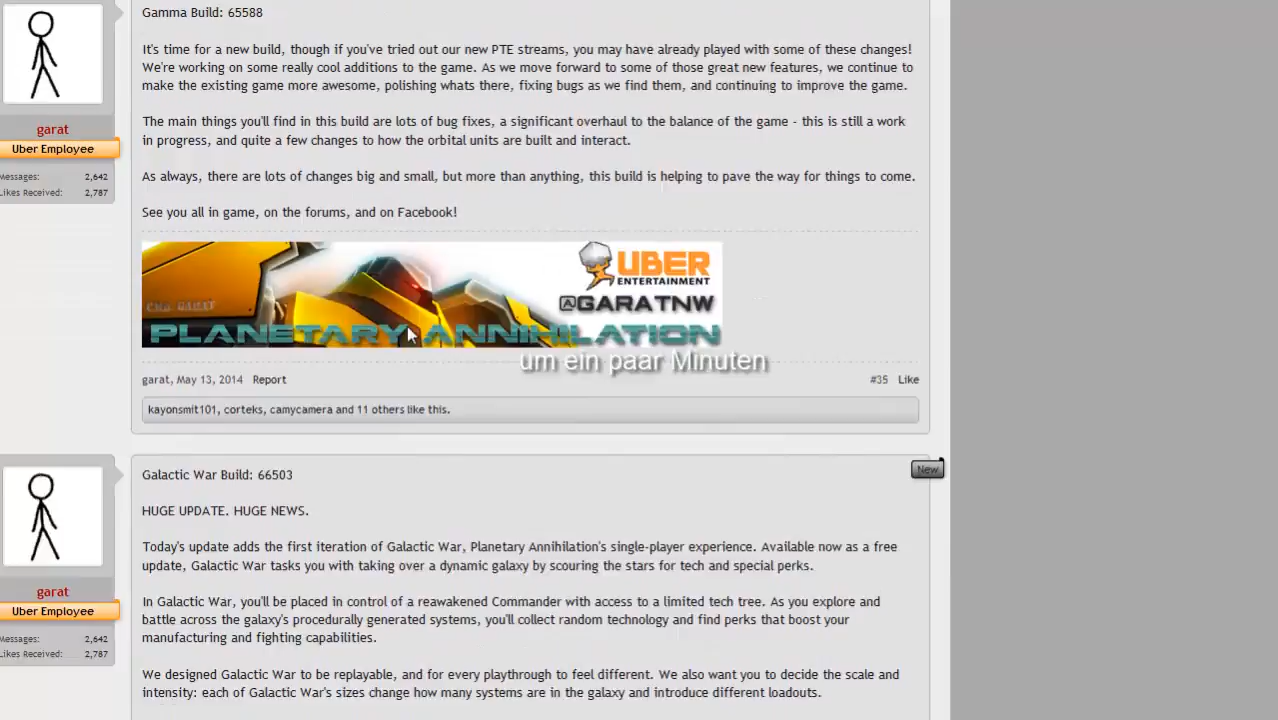 Gamma Build: 65588
It's time for a new build, though if you've tried out our new PTE streams, you may have already played with some of these changes!
We're working on some really cool additions to the game. As we move forward to some of those great new features, we continue to
make the existing game more awesome, polishing whats there, fixing bugs as we find them, and continuing to improve the game.
garat
Uber Employee
Messages: 2,642
Likes Received: 2,787
The main things you'll find in this build are lots of bug fixes, a significant overhaul to the balance of the game - this is still a work
in progress, and quite a few changes to how the orbital units are built and interact.
As always, there are lots of changes big and small, but more than anything, this build is helping to pave the way for things to come.
See you all in game, on the forums, and on Facebook!
UBER
ENTERTAINMENT
@GARATNW
PLANETARY ANNIHILATION
um ein paar Minuten
garat, May 13, 2014 Report
#35 Like
kayonsmit101, corteks, camycamera and 11 others like this.
Galactic War Build: 66503
New
HUGE UPDATE. HUGE NEWS.
Today's update adds the first iteration of Galactic War, Planetary Annihilation's single-player experience. Available now as a free
update, Galactic War tasks you with taking over a dynamic galaxy by scouring the stars for tech and special perks.
garat
Uber Employee
Messages: 2,642
Likes Received: 2,787
In Galactic War, you'll be placed in control of a reawakened Commander with access to a limited tech tree. As you explore and
battle across the galaxy's procedurally generated systems, you'll collect random technology and find perks that boost your
manufacturing and fighting capabilities.
We designed Galactic War to be replayable, and for every playthrough to feel different. We also want you to decide the scale and
intensity: each of Galactic War's sizes change how many systems are in the galaxy and introduce different loadouts.